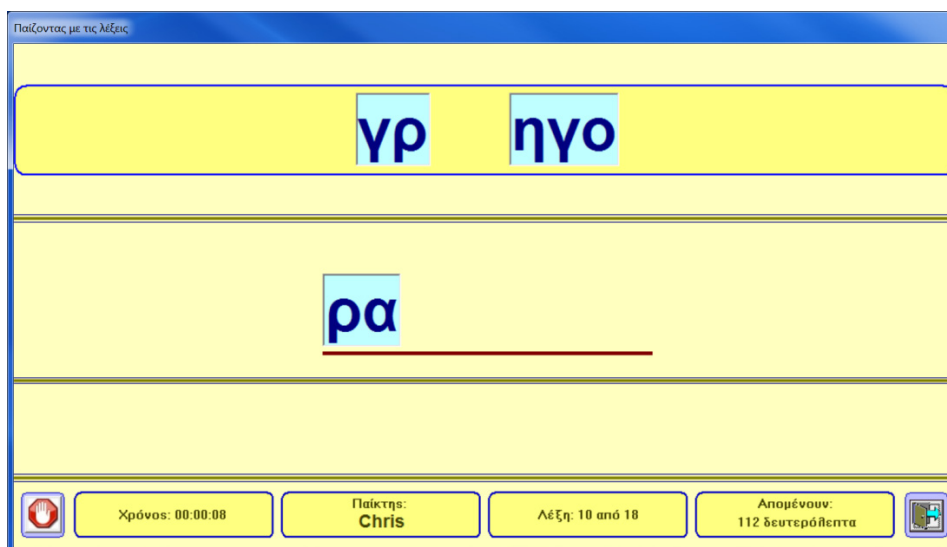 Παίζοντας με τις λέξεις
γρ ηγο
ρα
Χρόνος: 00:00:08
Παίκτης:
Chris
Λέξη: 10 από 18
Απομένουν:
112 δευτερόλεπτα